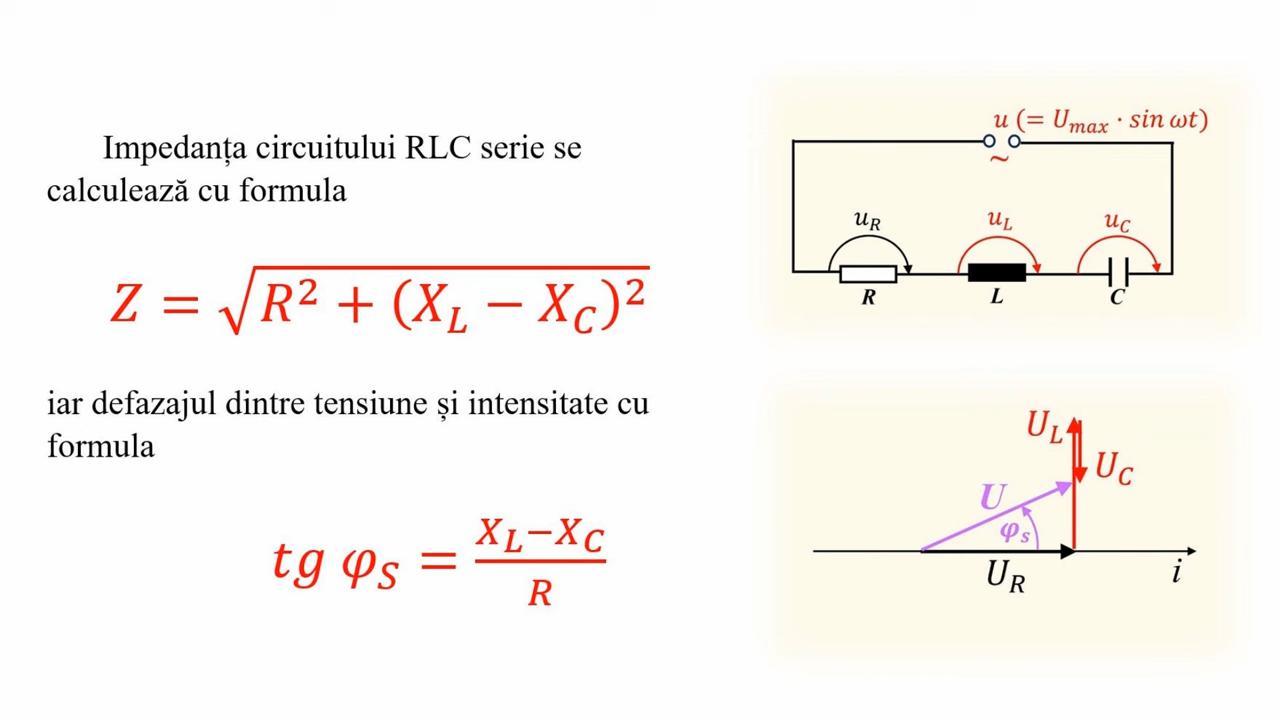 Impedanța circuitului RLC serie se
calculează cu formula
Z = √(R² + (X_L − X_C)²)
iar defazajul dintre tensiune și intensitate cu
formula
tg φ_S = (X_L−X_C)/R
u (= U_max · sin ωt)
~
u_R u_L u_C
R L C
U_L
U_C
U
φ_s
U_R
i